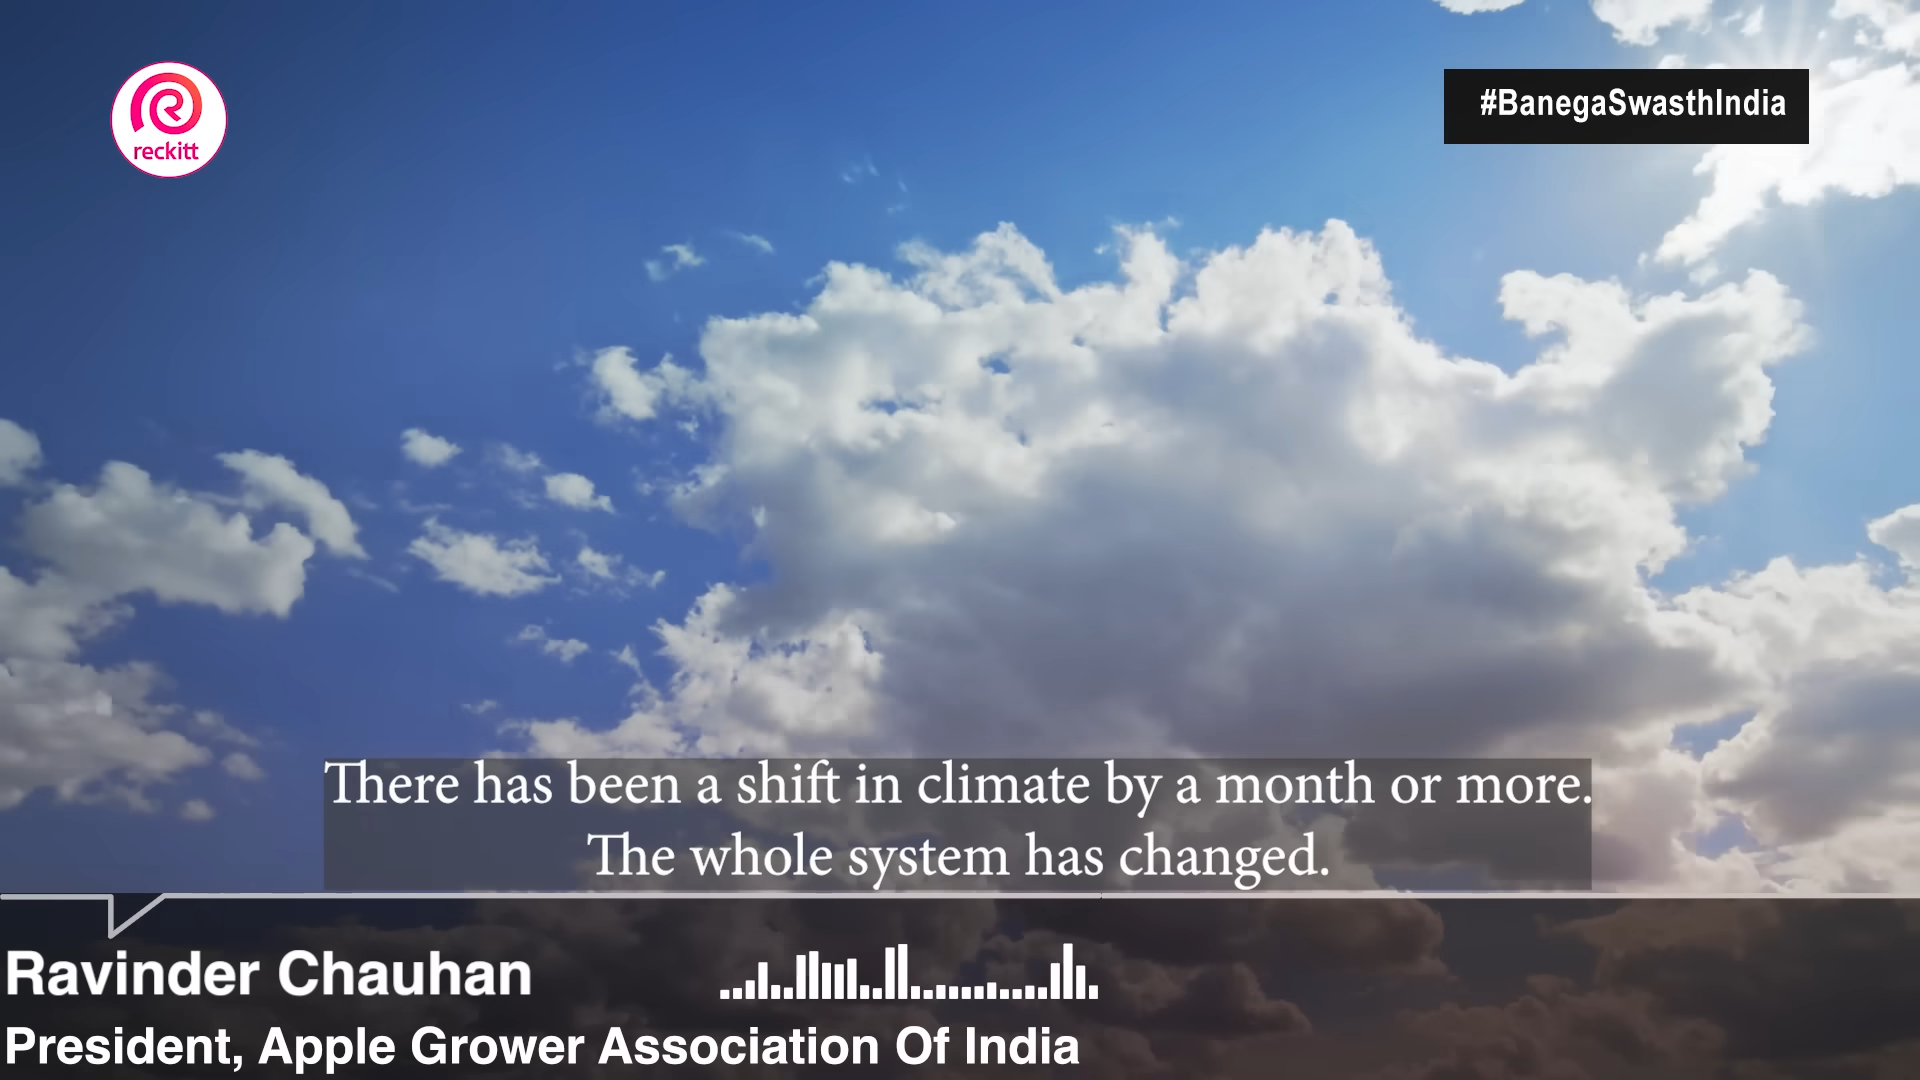 reckitt
#BanegaSwasthIndia
There has been a shift in climate by a month or more.
The whole system has changed.
Ravinder Chauhan
President, Apple Grower Association Of India